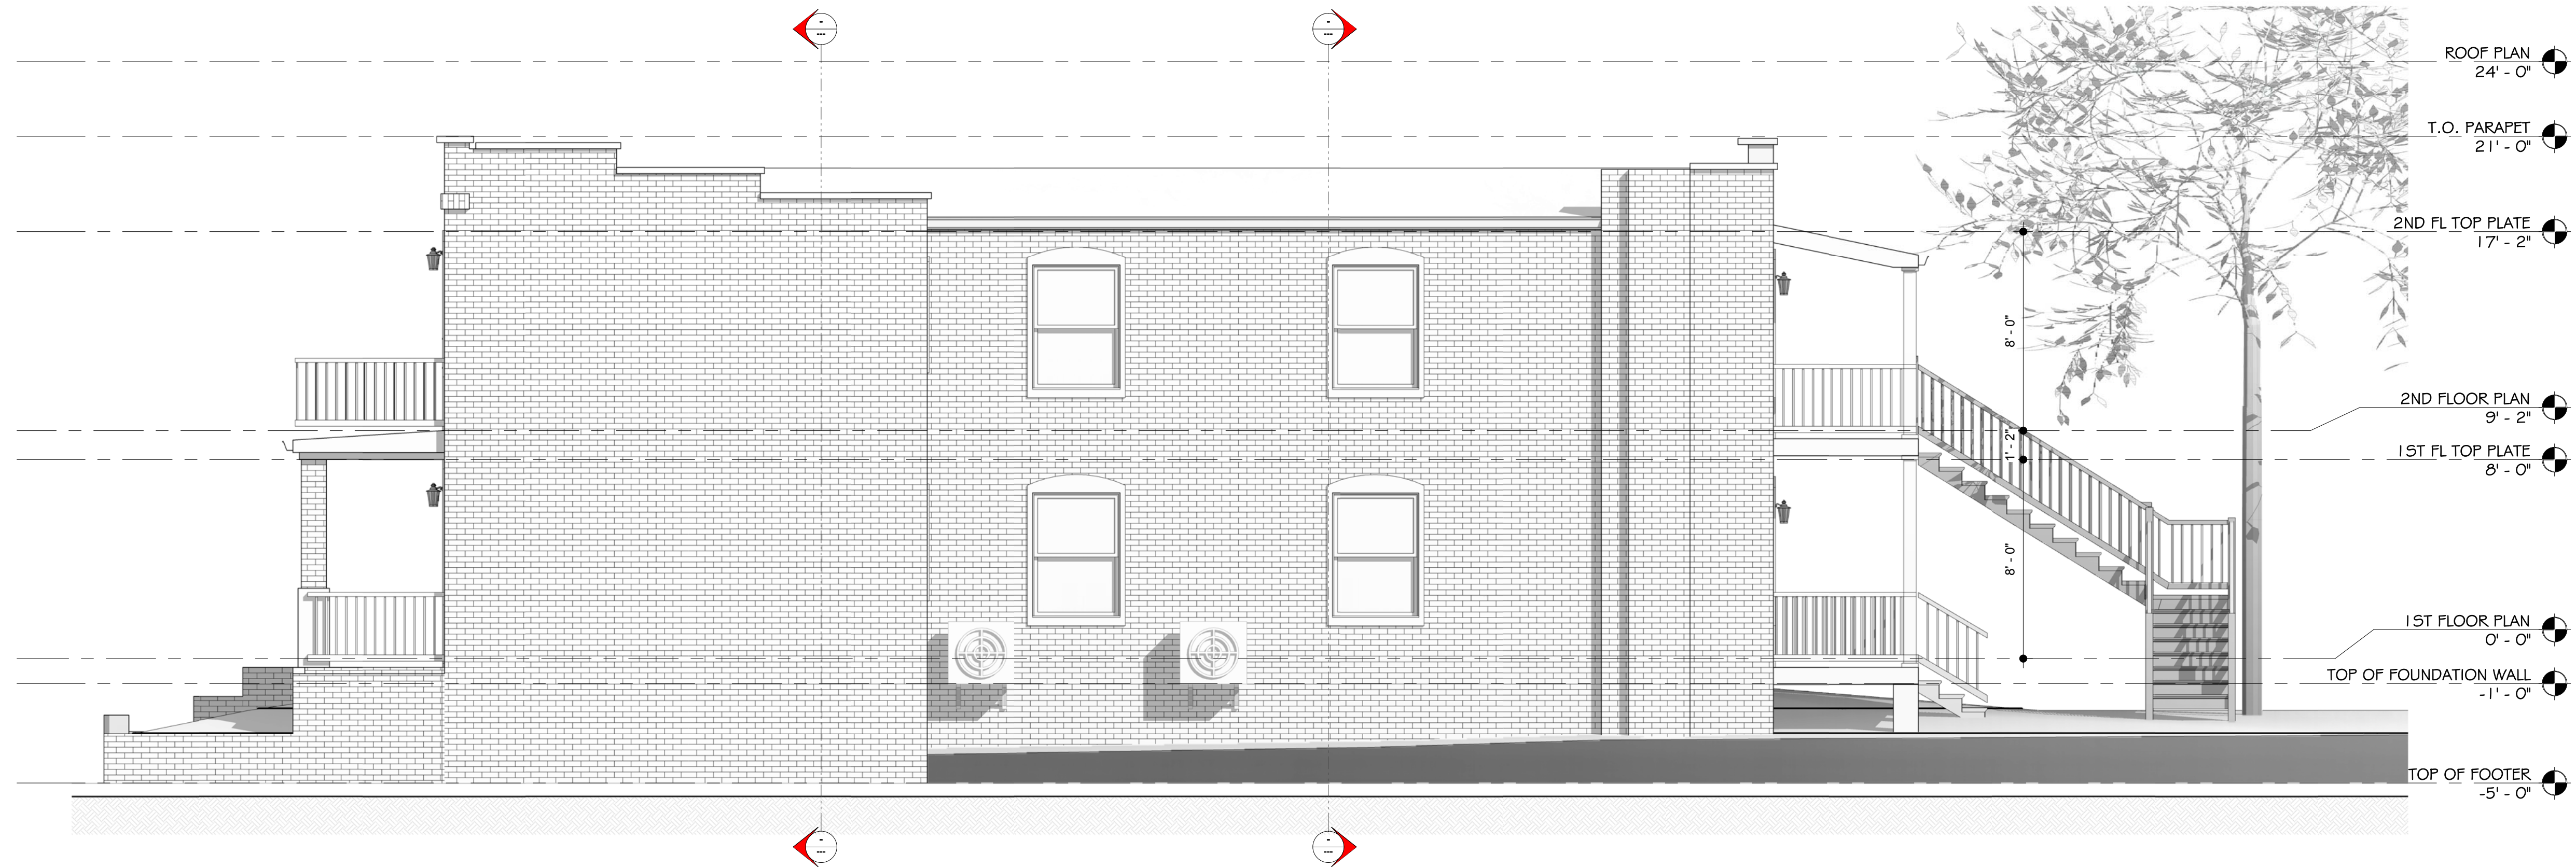 -
---
-
---
ROOF PLAN
24' - 0"
T.O. PARAPET
21' - 0"
2ND FL TOP PLATE
17' - 2"
8' - 0"
2ND FLOOR PLAN
9' - 2"
1' - 2"
1ST FL TOP PLATE
8' - 0"
8' - 0"
1ST FLOOR PLAN
0' - 0"
TOP OF FOUNDATION WALL
-1' - 0"
TOP OF FOOTER
-5' - 0"
-
---
-
---